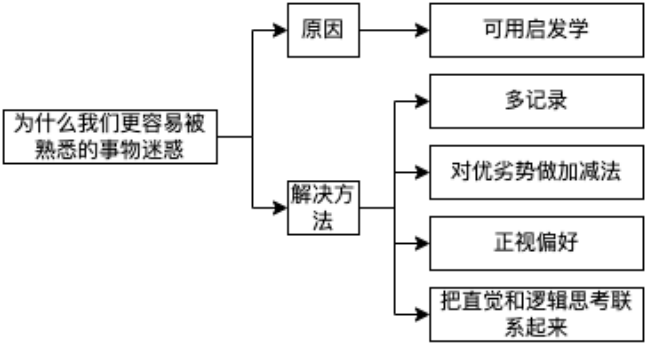 为什么我们更容易被
熟悉的事物迷惑
原因
可用启发学
解决方
法
多记录
对优劣势做加减法
正视偏好
把直觉和逻辑思考联
系起来